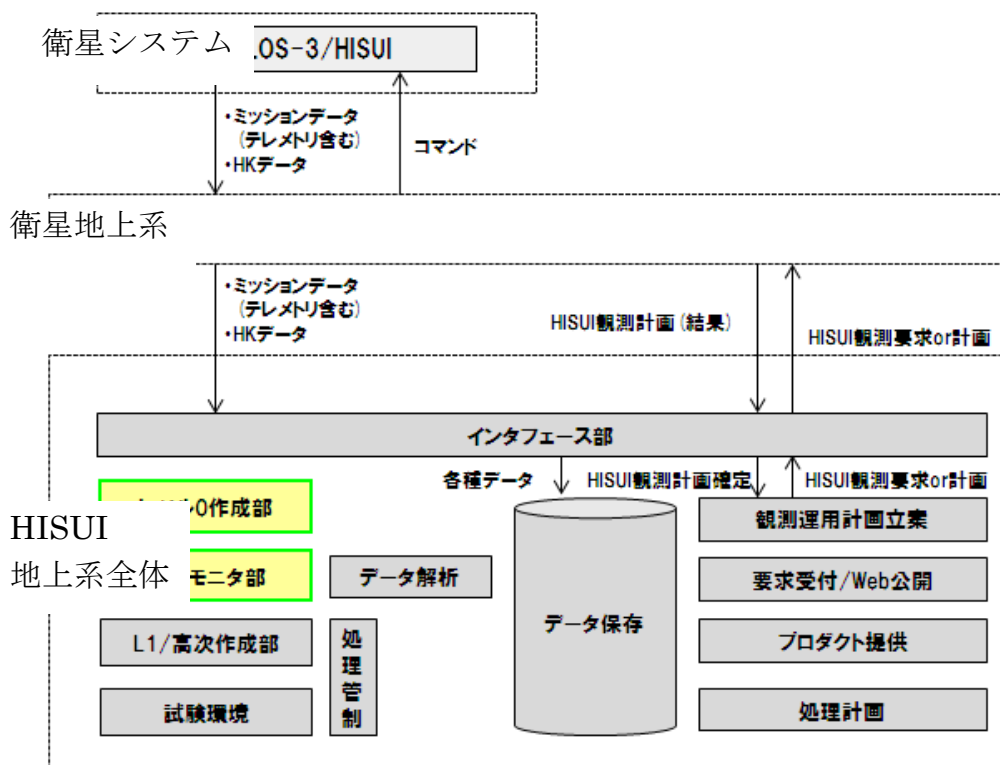 衛星システム
LOS-3/HISUI
・ミッションデータ
(テレメトリ含む)
・HKデータ
コマンド
衛星地上系
・ミッションデータ
(テレメトリ含む)
・HKデータ
HISUI観測計画(結果)
HISUI観測要求or計画
インタフェース部
各種データ
HISUI観測計画確定
HISUI観測要求or計画
0作成部
観測運用計画立案
HISUI
地上系全体
モニタ部
データ解析
データ保存
要求受付/Web公開
L1/高次作成部
処理管制
プロダクト提供
試験環境
処理計画